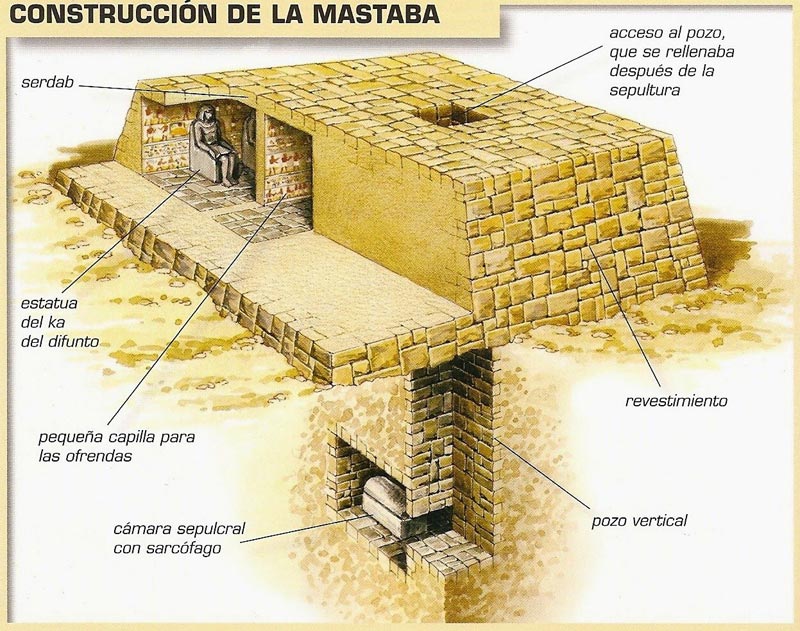 CONSTRUCCIÓN DE LA MASTABA
acceso al pozo,
que se rellenaba
después de la
sepultura
serdab
estatua
del ka
del difunto
revestimiento
pequeña capilla para
las ofrendas
pozo vertical
cámara sepulcral
con sarcófago